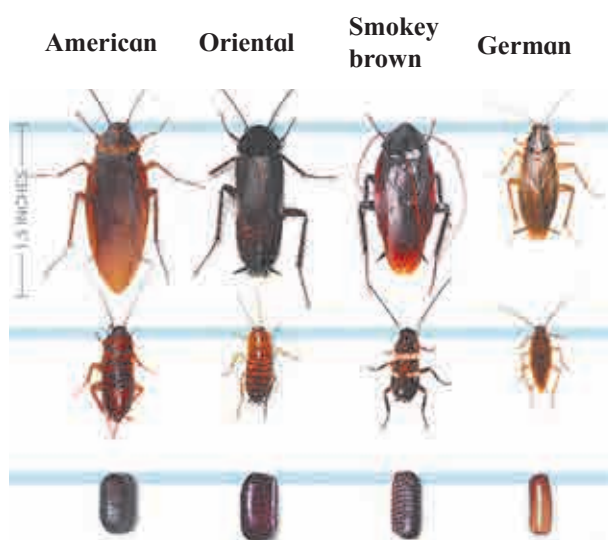 American
Oriental
Smokey
brown
German
1.5 INCHES